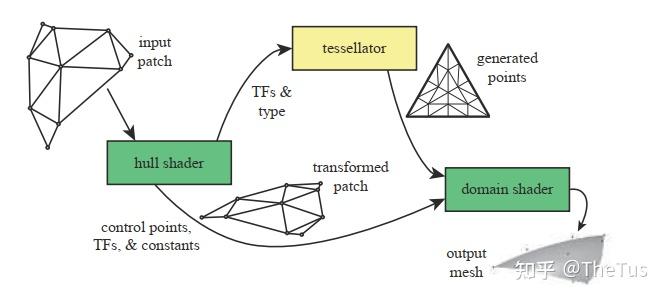 input
patch
tessellator
generated
points
TFs &
type
hull shader
transformed
patch
domain shader
control points,
TFs, & constants
output
mesh
知乎 @TheTus